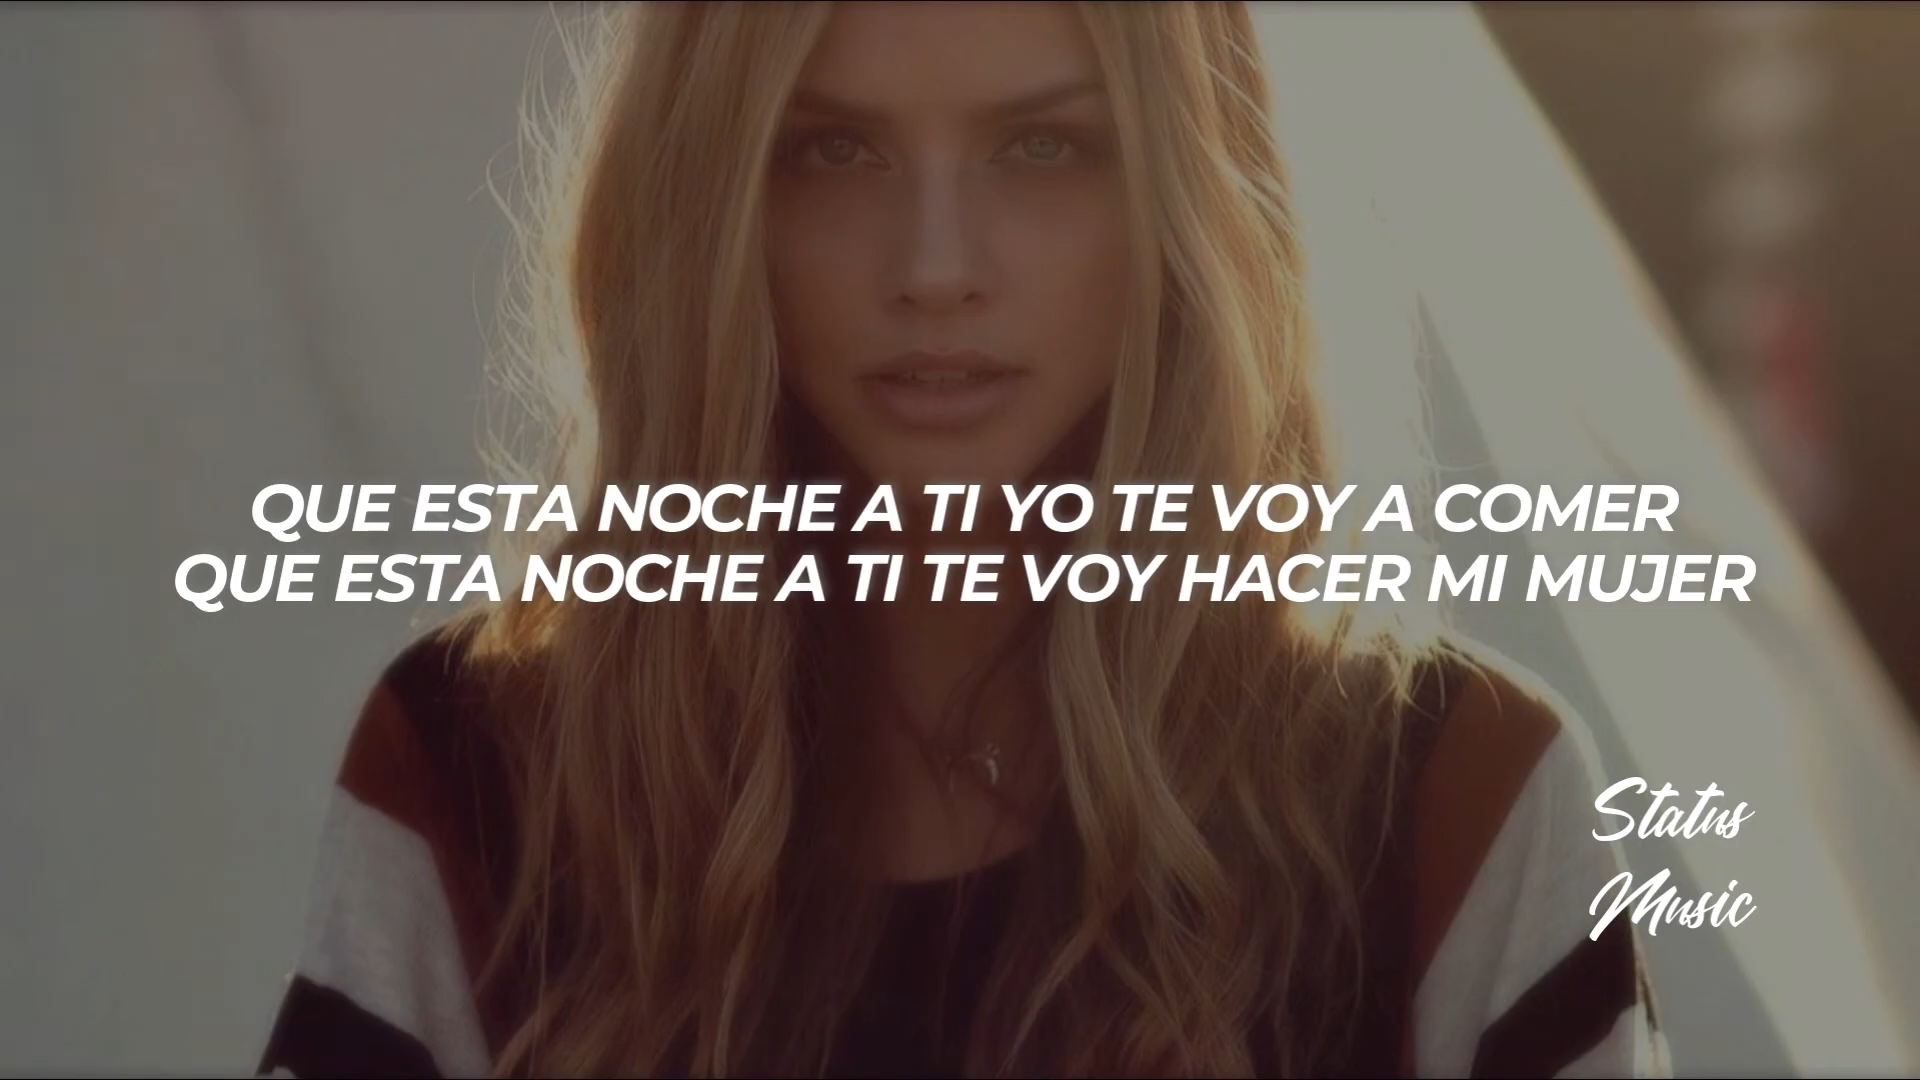 QUE ESTA NOCHE A TI YO TE VOY A COMER
QUE ESTA NOCHE A TI TE VOY HACER MI MUJER
Status
Music